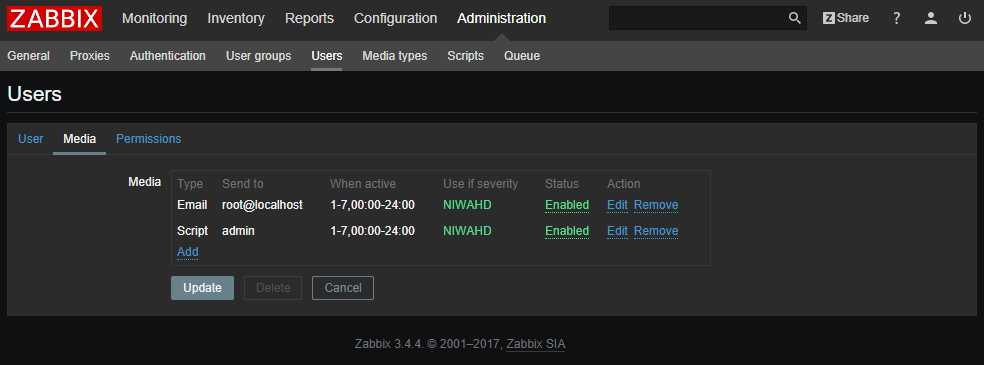 ZABBIX Monitoring Inventory Reports Configuration Administration Z Share ?
General Proxies Authentication User groups Users Media types Scripts Queue
Users
User Media Permissions
Media Type Send to When active Use if severity Status Action
Email root@localhost 1-7,00:00-24:00 NIWAHD Enabled Edit Remove
Script admin 1-7,00:00-24:00 NIWAHD Enabled Edit Remove
Add
Update Delete Cancel
Zabbix 3.4.4. © 2001–2017, Zabbix SIA